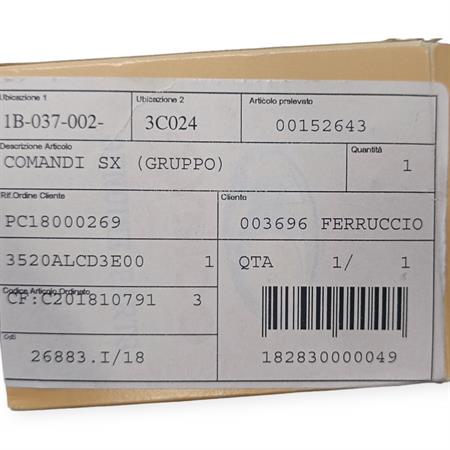 Ubicazione 1 Ubicazione 2 Articolo prelevato
1B-037-002- 3C024 00152643
Descrizione Articolo Quantità
COMANDI SX (GRUPPO) 1
Rif.Ordine Cliente Cliente
PC18000269 003696 FERRUCCIO
3520ALCD3E00 1 QTA 1/ 1
Codice Articolo Ordinato
CF:C201810791 3
OdS
26883.I/18 182830000049